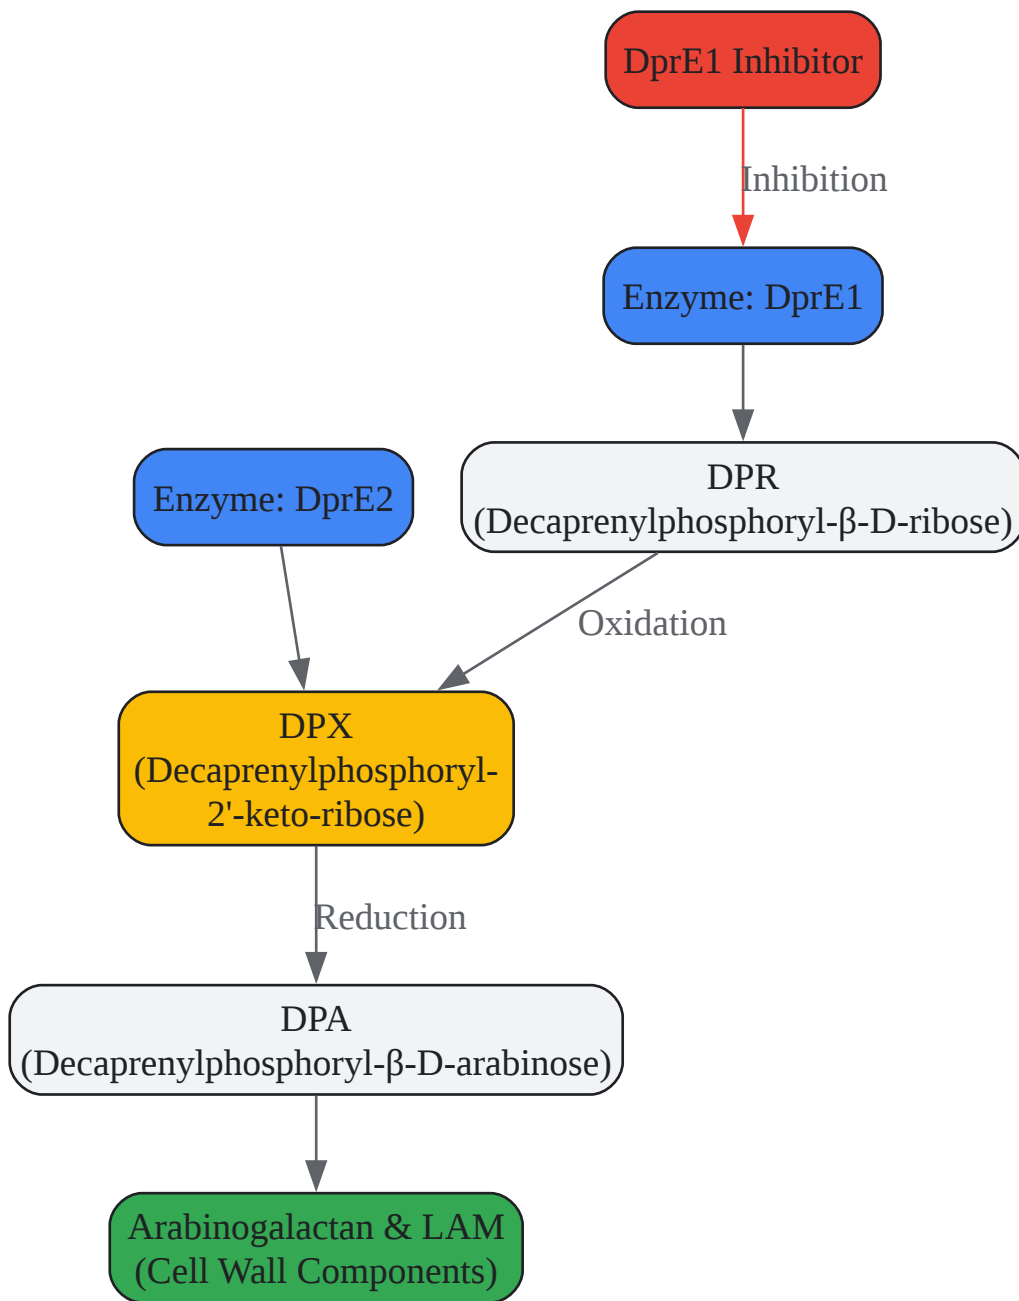 DprE1 Inhibitor
Inhibition
Enzyme: DprE1
DPR
(Decaprenylphosphoryl-β-D-ribose)
Enzyme: DprE2
Oxidation
DPX
(Decaprenylphosphoryl-
2'-keto-ribose)
Reduction
DPA
(Decaprenylphosphoryl-β-D-arabinose)
Arabinogalactan & LAM
(Cell Wall Components)